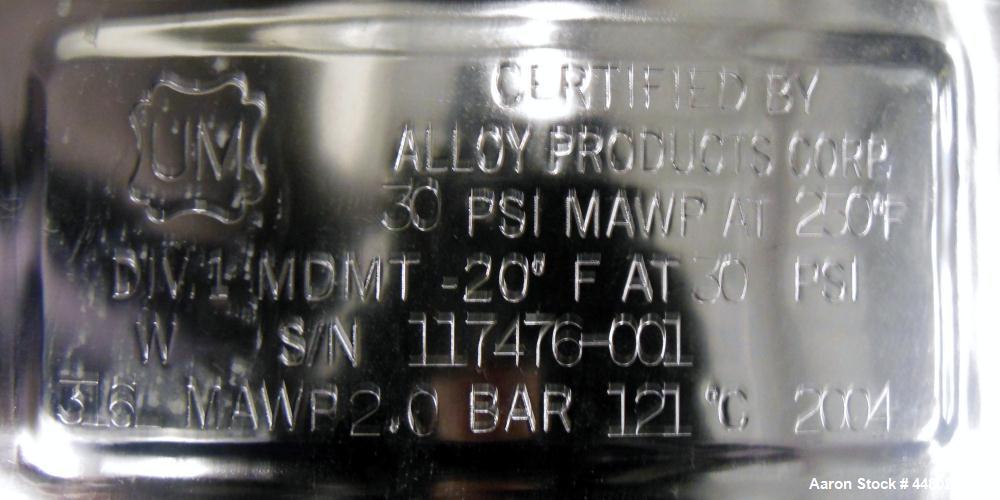 UM
CERTIFIED BY
ALLOY PRODUCTS CORP.
30 PSI MAWP AT 250°F
DIV.1 MDMT -20° F AT 30 PSI
W S/N 117476-001
316 MAWP 2.0 BAR 121 °C 2004
Aaron Stock #